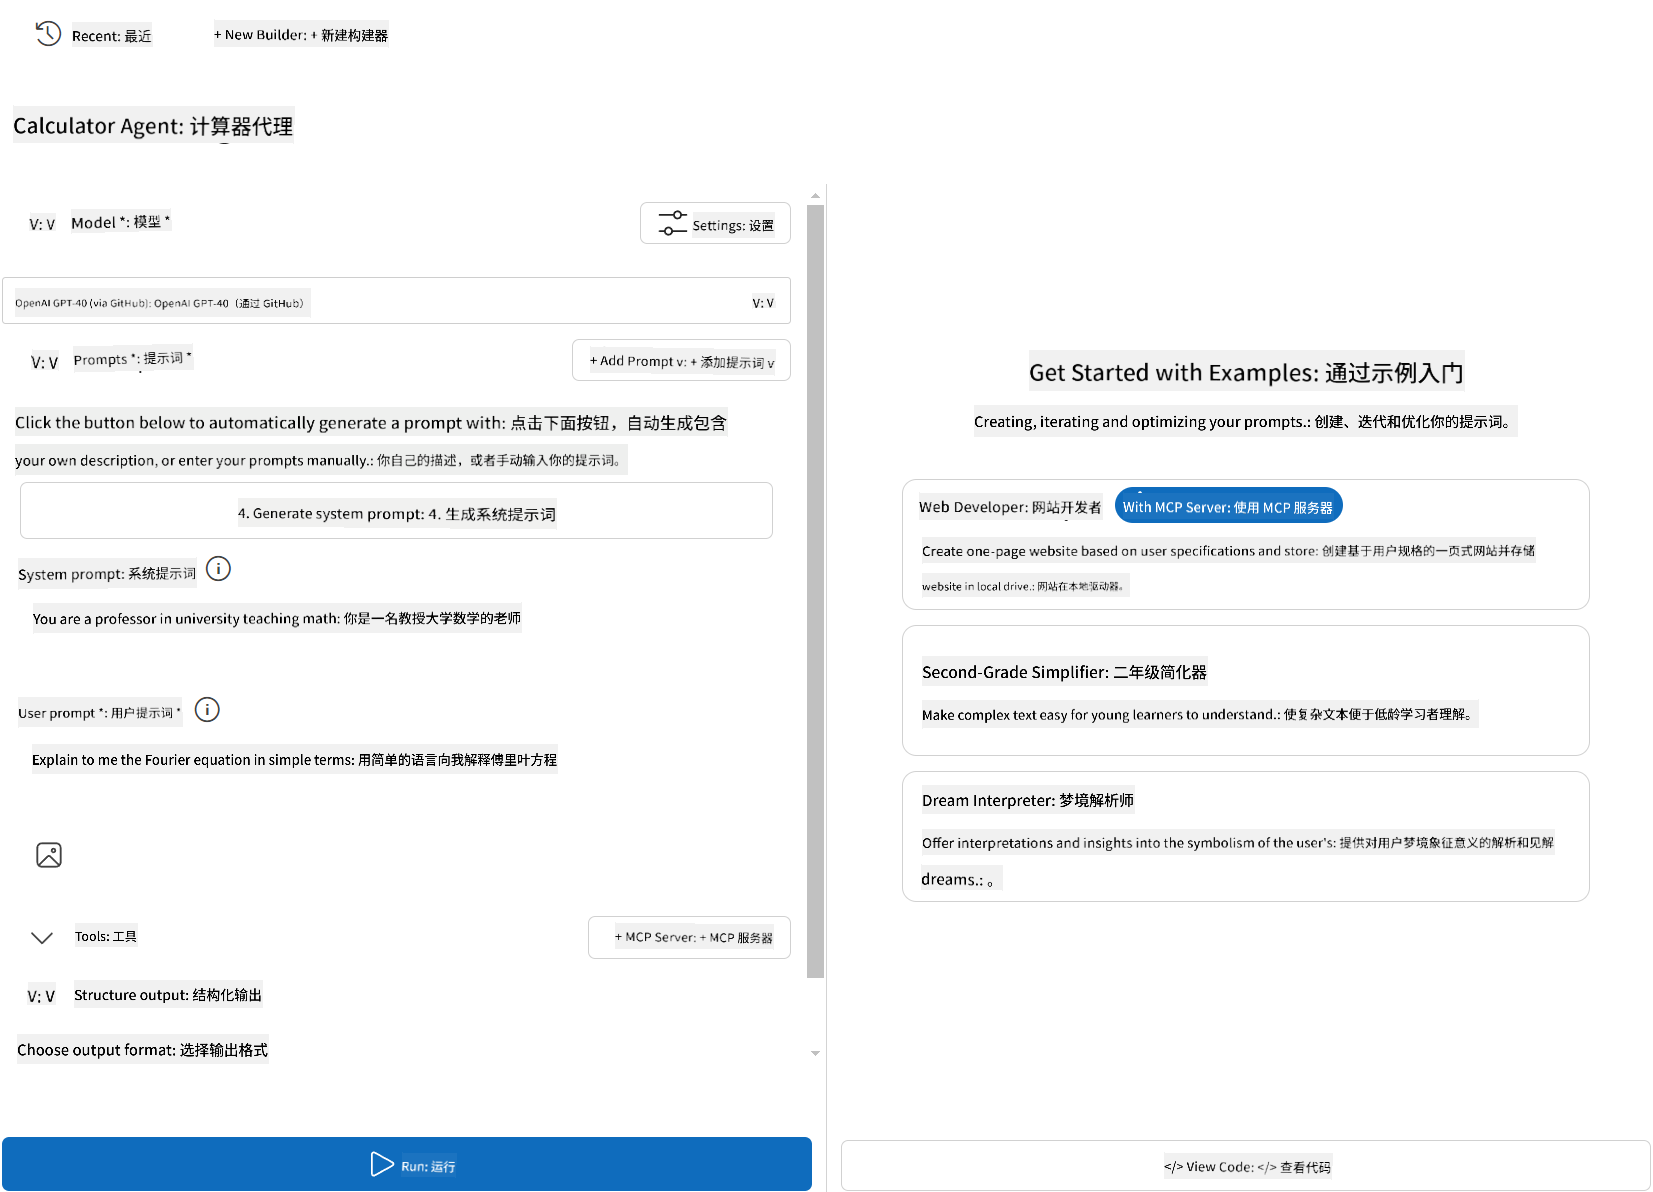 Recent: 最近
+ New Builder: + 新建构建器
Calculator Agent: 计算器代理
V: V
Model *: 模型 *
Settings: 设置
OpenAI GPT-40 (via GitHub): OpenAI GPT-40（通过 GitHub）
V: V
V: V
Prompts *: 提示词 *
+ Add Prompt v: + 添加提示词 v
Click the button below to automatically generate a prompt with: 点击下面按钮，自动生成包含
your own description, or enter your prompts manually.: 你自己的描述，或者手动输入你的提示词。
4. Generate system prompt: 4. 生成系统提示词
System prompt: 系统提示词
You are a professor in university teaching math: 你是一名教授大学数学的老师
User prompt *: 用户提示词 *
Explain to me the Fourier equation in simple terms: 用简单的语言向我解释傅里叶方程
Tools: 工具
+ MCP Server: + MCP 服务器
V: V
Structure output: 结构化输出
Choose output format: 选择输出格式
Run: 运行
Get Started with Examples: 通过示例入门
Creating, iterating and optimizing your prompts.: 创建、迭代和优化你的提示词。
Web Developer: 网站开发者
With MCP Server: 使用 MCP 服务器
Create one-page website based on user specifications and store: 创建基于用户规格的一页式网站并存储
website in local drive.: 网站在本地驱动器。
Second-Grade Simplifier: 二年级简化器
Make complex text easy for young learners to understand.: 使复杂文本便于低龄学习者理解。
Dream Interpreter: 梦境解析师
Offer interpretations and insights into the symbolism of the user's: 提供对用户梦境象征意义的解析和见解
dreams.: 。
</> View Code: </> 查看代码